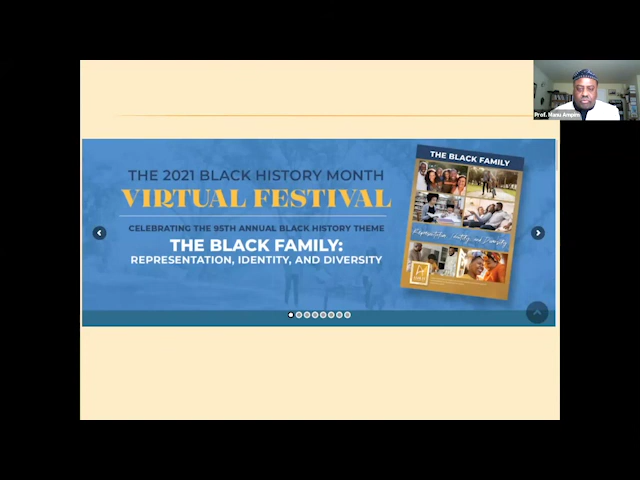 THE 2021 BLACK HISTORY MONTH
VIRTUAL FESTIVAL
CELEBRATING THE 95TH ANNUAL BLACK HISTORY THEME
THE BLACK FAMILY:
REPRESENTATION, IDENTITY, AND DIVERSITY
THE BLACK FAMILY
Representation, Identity, and Diversity
Prof. Manu Ampim